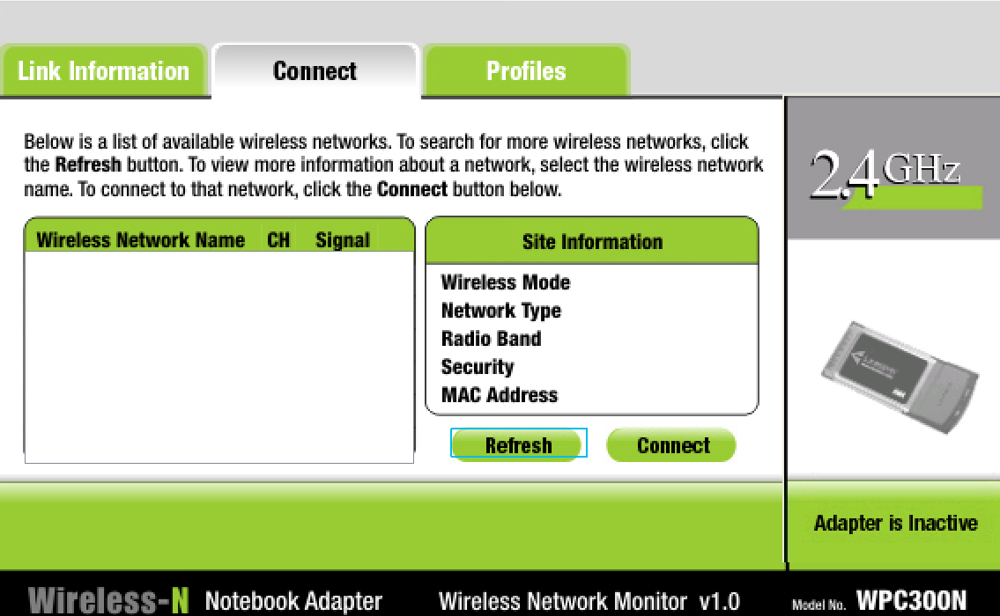 Link Information
Connect
Profiles
Below is a list of available wireless networks. To search for more wireless networks, click
the Refresh button. To view more information about a network, select the wireless network
name. To connect to that network, click the Connect button below.
2.4GHz
Wireless Network Name CH Signal
Site Information
Wireless Mode
Network Type
Radio Band
Security
MAC Address
Refresh
Connect
Adapter is Inactive
Wireless-N Notebook Adapter Wireless Network Monitor v1.0 Model No. WPC300N